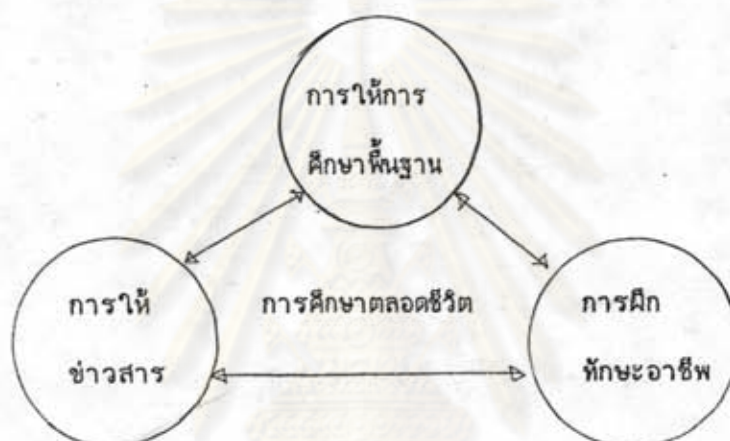 การให้การ
ศึกษาพื้นฐาน
การให้
ข่าวสาร
การศึกษาตลอดชีวิต
การฝึก
ทักษะอาชีพ